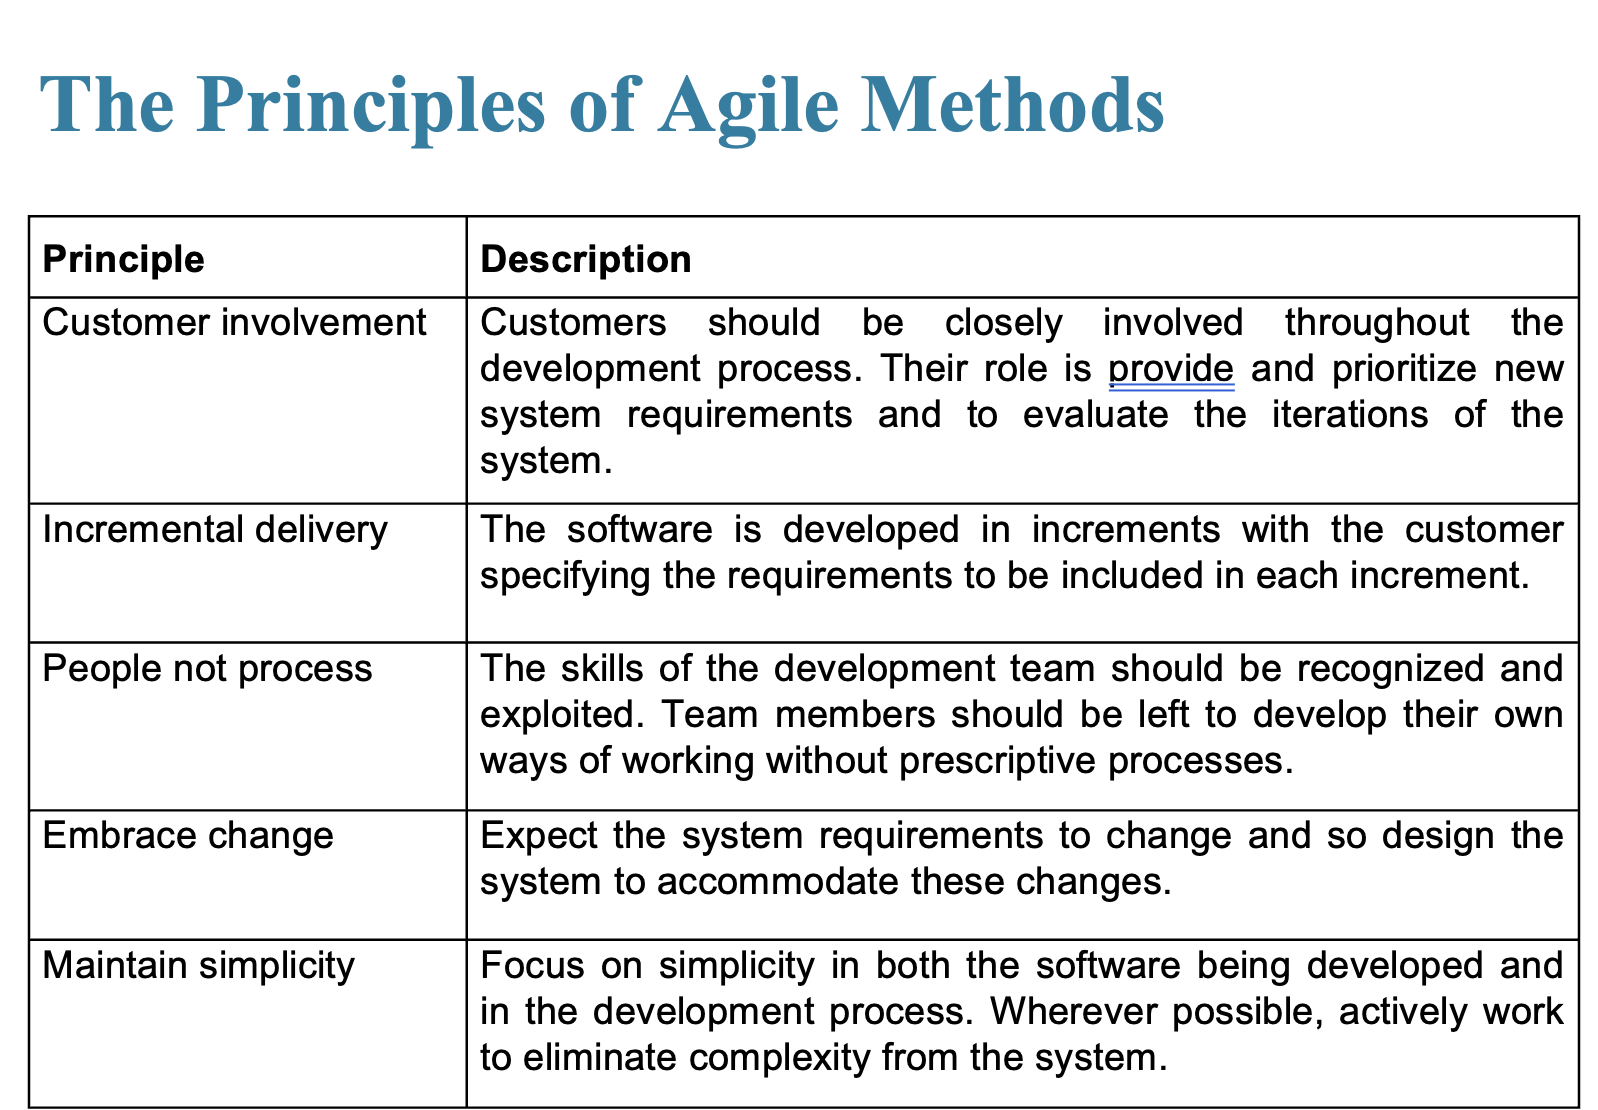 The Principles of Agile Methods
Principle
Description
Customer involvement
Customers should be closely involved throughout the
development process. Their role is provide and prioritize new
system requirements and to evaluate the iterations of the
system.
Incremental delivery
The software is developed in increments with the customer
specifying the requirements to be included in each increment.
People not process
The skills of the development team should be recognized and
exploited. Team members should be left to develop their own
ways of working without prescriptive processes.
Embrace change
Expect the system requirements to change and so design the
system to accommodate these changes.
Maintain simplicity
Focus on simplicity in both the software being developed and
in the development process. Wherever possible, actively work
to eliminate complexity from the system.